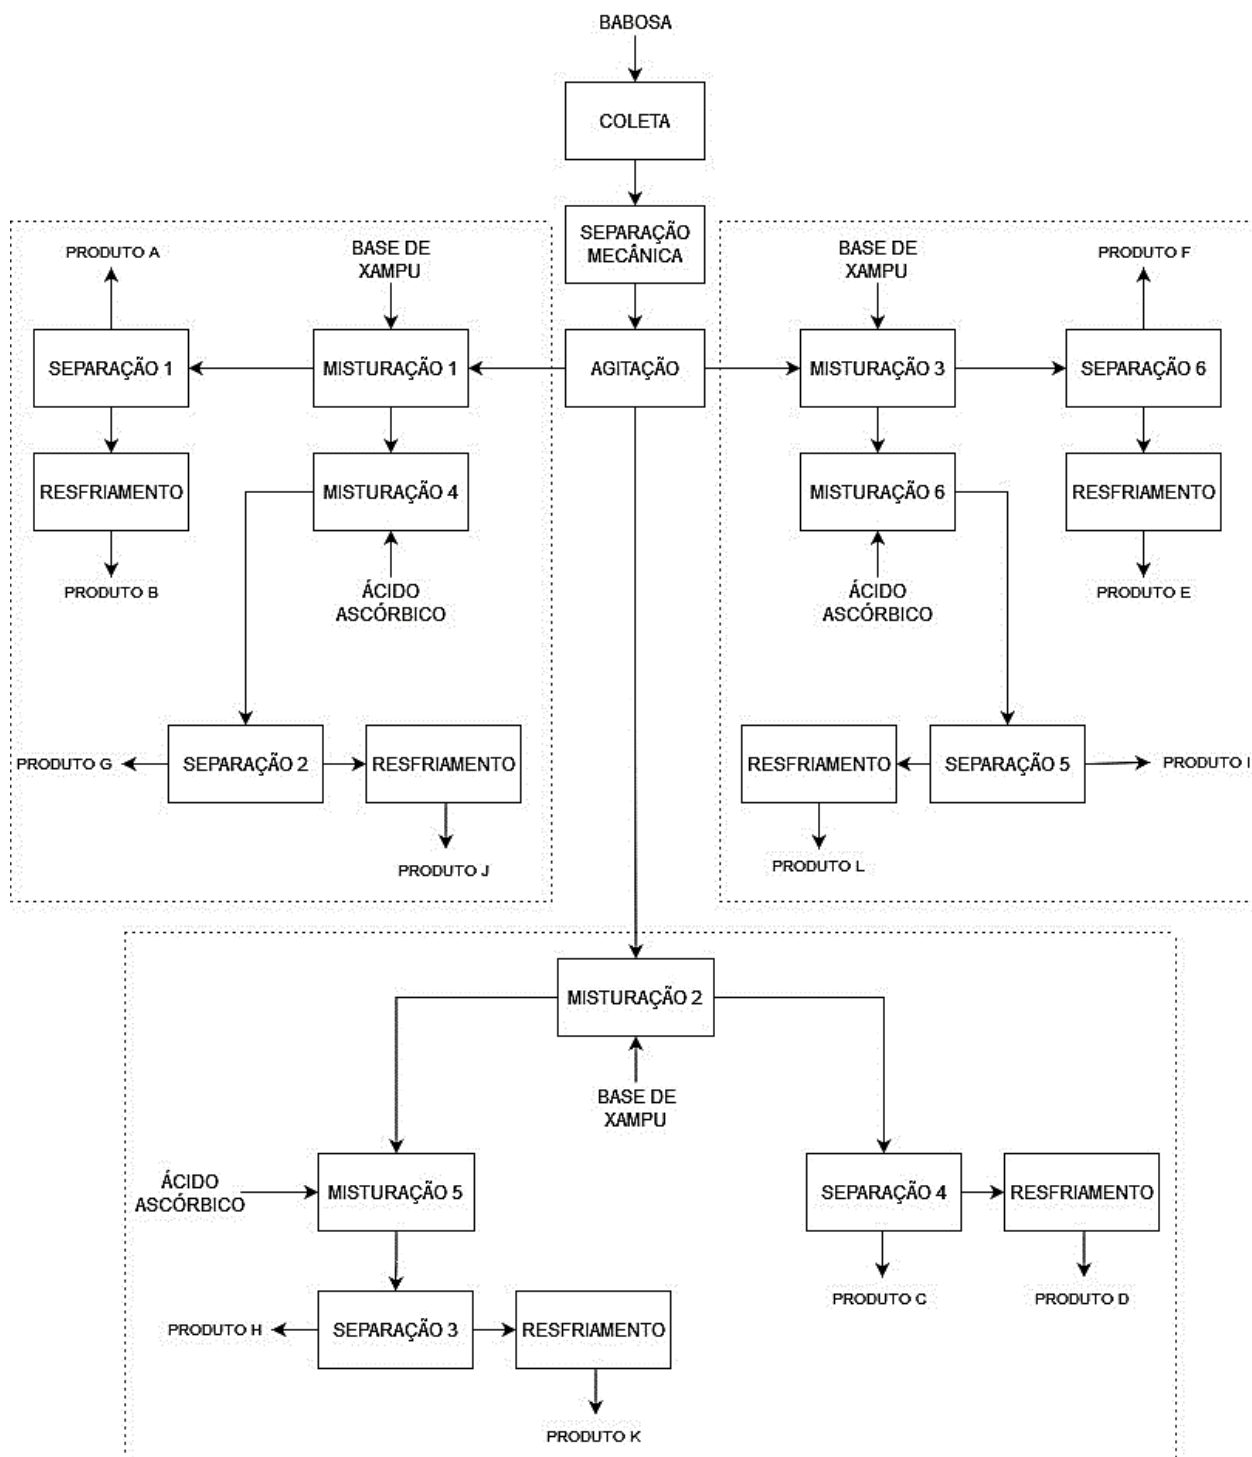 BABOSA
COLETA
SEPARAÇÃO
MECÂNICA
PRODUTO A
BASE DE
XAMPU
BASE DE
XAMPU
PRODUTO F
SEPARAÇÃO 1
MISTURAÇÃO 1
AGITAÇÃO
MISTURAÇÃO 3
SEPARAÇÃO 6
RESFRIAMENTO
MISTURAÇÃO 4
MISTURAÇÃO 6
RESFRIAMENTO
PRODUTO B
ÁCIDO
ASCÓRBICO
ÁCIDO
ASCÓRBICO
PRODUTO E
PRODUTO G
SEPARAÇÃO 2
RESFRIAMENTO
RESFRIAMENTO
SEPARAÇÃO 5
PRODUTO I
PRODUTO J
PRODUTO L
MISTURAÇÃO 2
BASE DE
XAMPU
ÁCIDO
ASCÓRBICO
MISTURAÇÃO 5
SEPARAÇÃO 4
RESFRIAMENTO
PRODUTO C
PRODUTO D
PRODUTO H
SEPARAÇÃO 3
RESFRIAMENTO
PRODUTO K